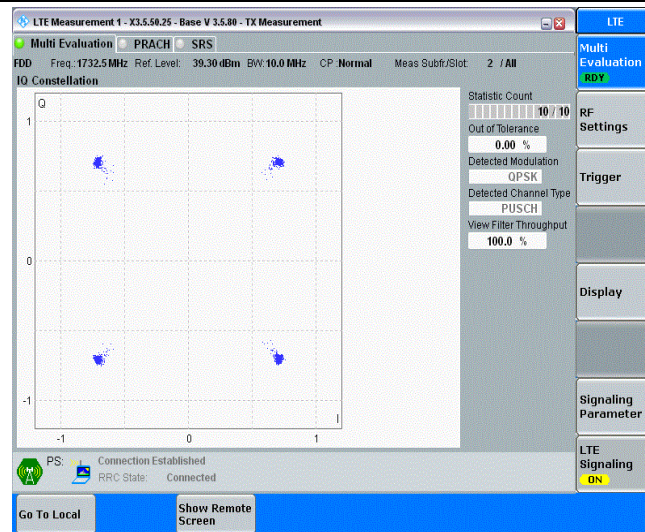 LTE Measurement 1 - X3.5.50.25 - Base V 3.5.80 - TX Measurement
LTE
Multi Evaluation PRACH SRS
Multi
Evaluation
RDY
FDD Freq.: 1732.5 MHz Ref. Level: 39.30 dBm BW: 10.0 MHz CP : Normal Meas Subfr/Slot: 2 / All
IQ Constellation
Q
1
0
-1
I
-1 0 1
Statistic Count
10 / 10
Out of Tolerance
0.00 %
Detected Modulation
QPSK
Detected Channel Type
PUSCH
View Filter Throughput
100.0 %
RF
Settings
Trigger
Display
Signaling
Parameter
LTE
Signaling
ON
PS: Connection Established
RRC State: Connected
Go To Local
Show Remote
Screen